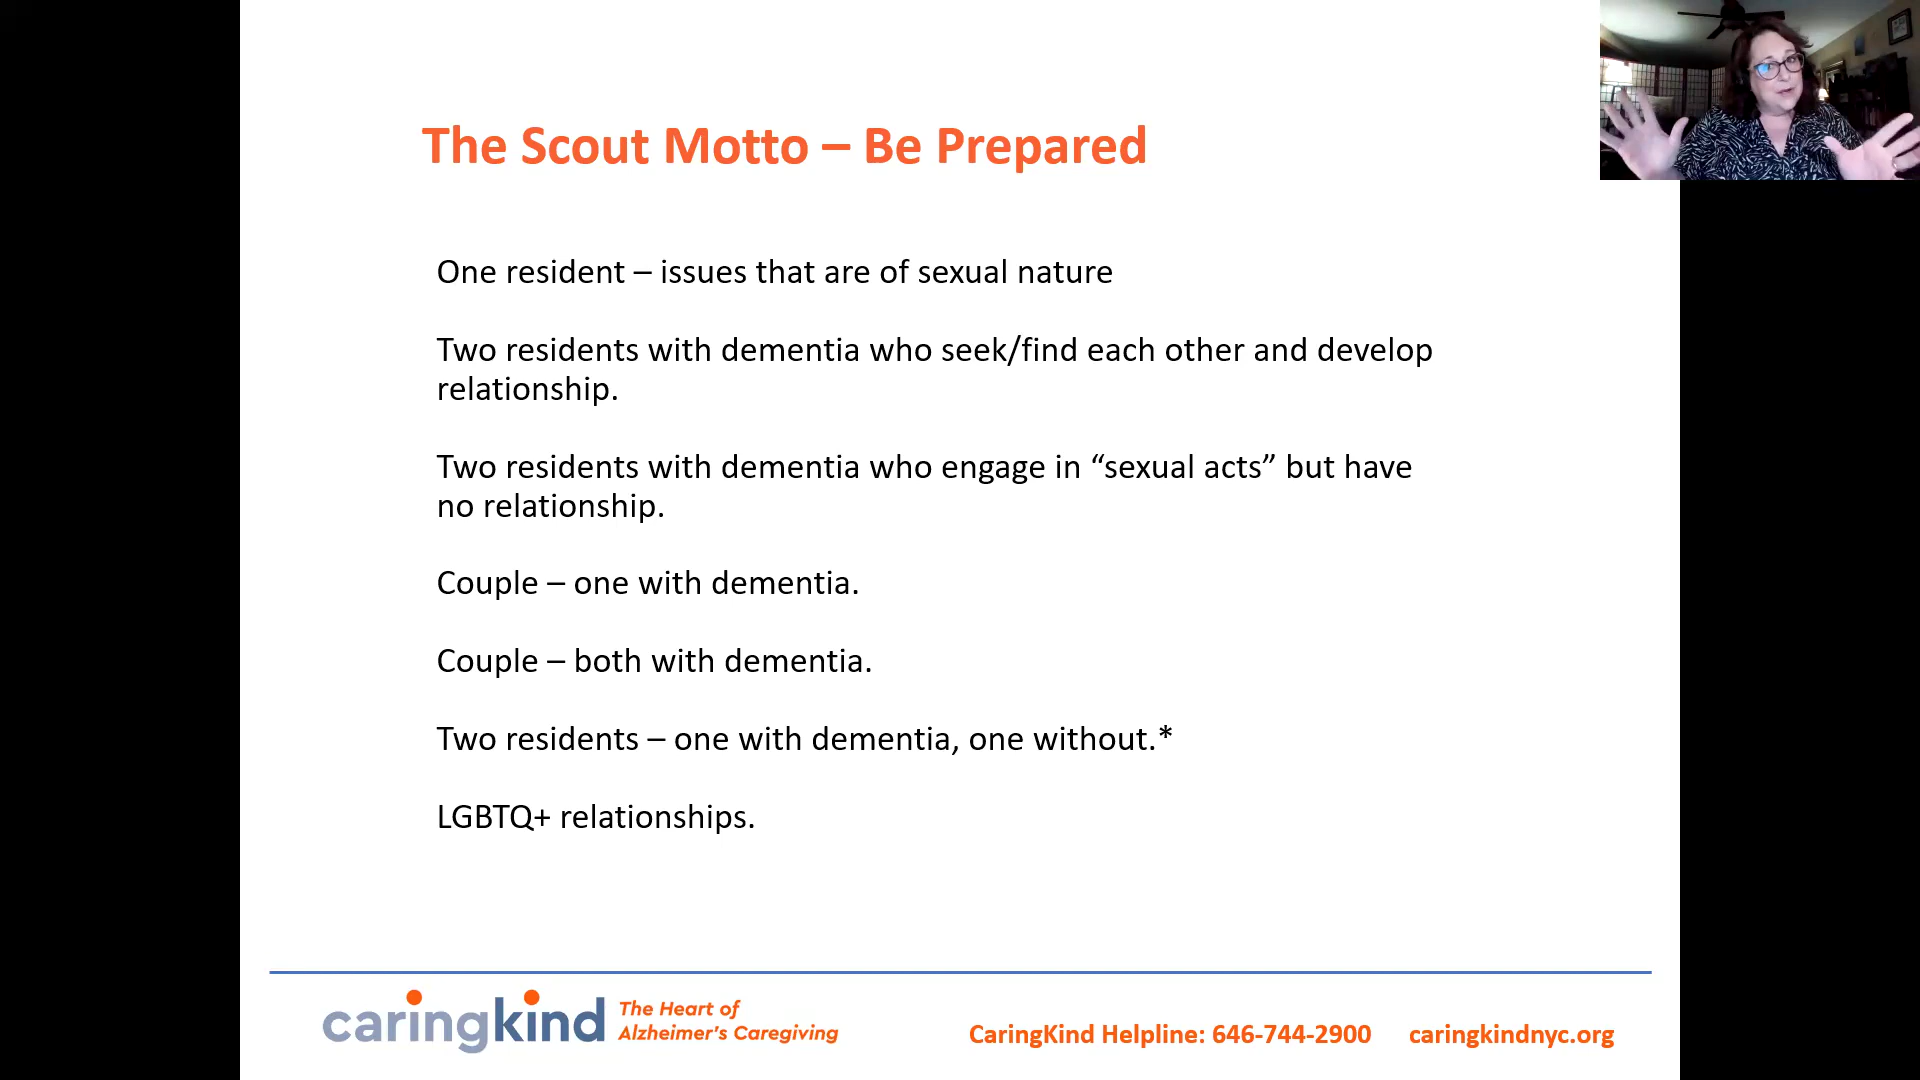 The Scout Motto – Be Prepared
One resident – issues that are of sexual nature
Two residents with dementia who seek/find each other and develop
relationship.
Two residents with dementia who engage in “sexual acts” but have
no relationship.
Couple – one with dementia.
Couple – both with dementia.
Two residents – one with dementia, one without.*
LGBTQ+ relationships.
caringkind
The Heart of
Alzheimer’s Caregiving
CaringKind Helpline: 646-744-2900
caringkindnyc.org